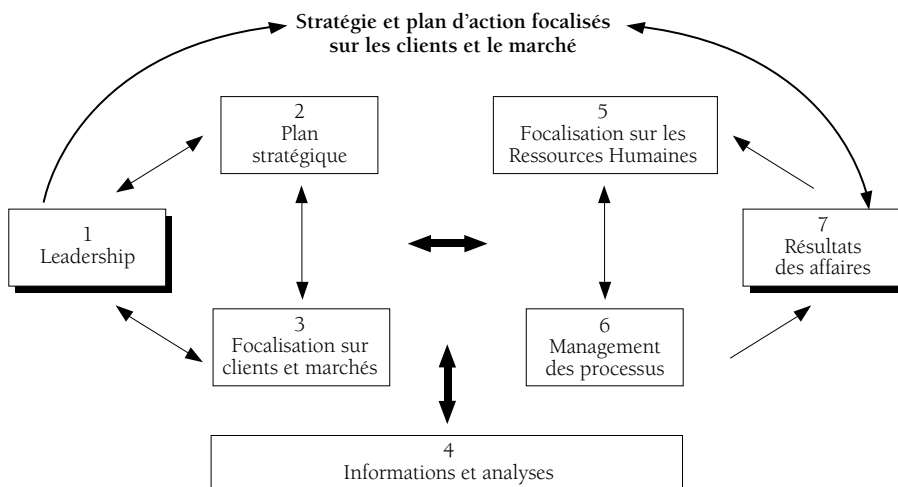 Stratégie et plan d’action focalisés
sur les clients et le marché
2
Plan
stratégique
5
Focalisation sur les
Ressources Humaines
1
Leadership
7
Résultats
des affaires
3
Focalisation sur
clients et marchés
6
Management
des processus
4
Informations et analyses